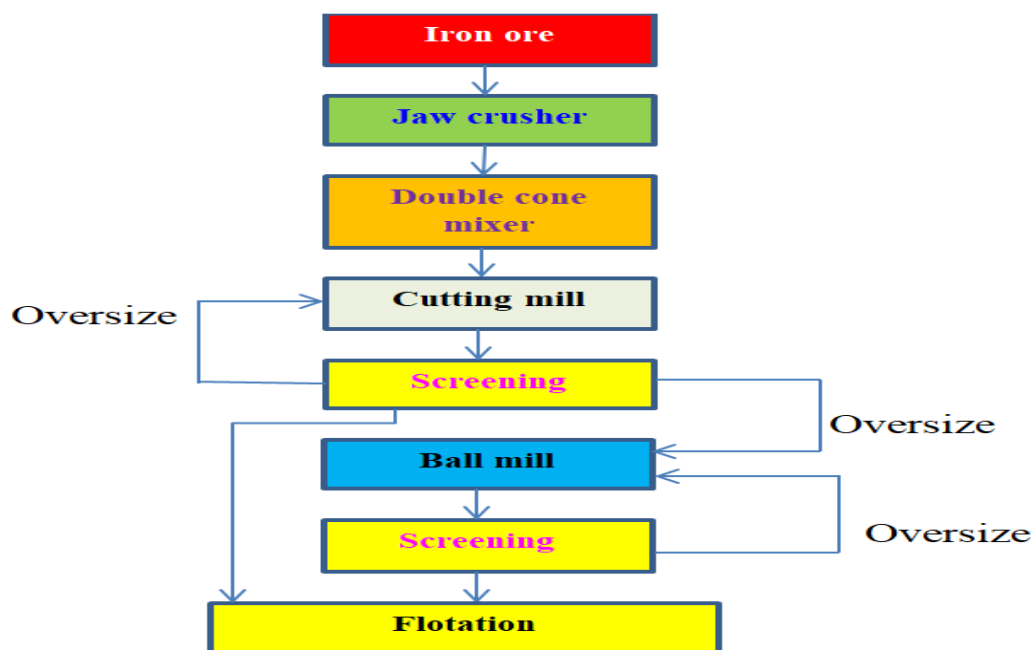 Iron ore
Jaw crusher
Double cone
mixer
Cutting mill
Oversize
Screening
Oversize
Ball mill
Screening
Oversize
Flotation